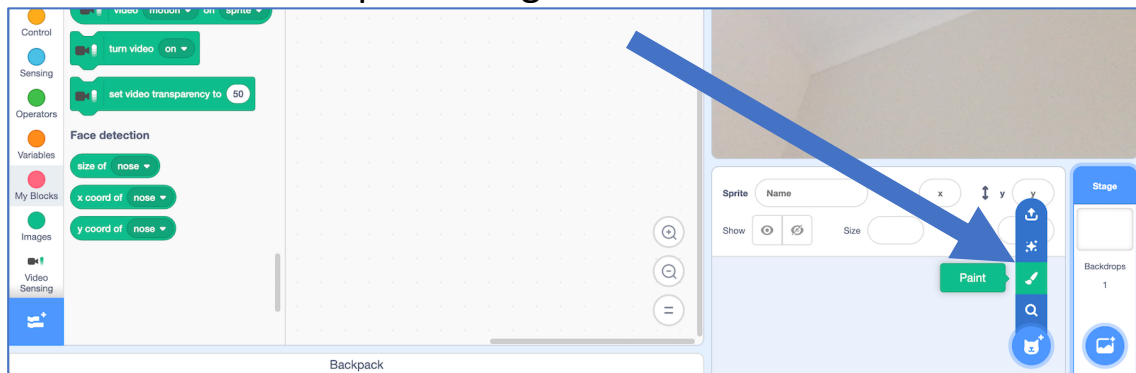 video motion on sprite
Control
turn video on
Sensing
set video transparency to 50
Operators
Face detection
Variables
size of nose
My Blocks
x coord of nose
Images
y coord of nose
Video
Sensing
Backpack
Sprite Name x y y
Show Size
Paint
Stage
Backdrops
1